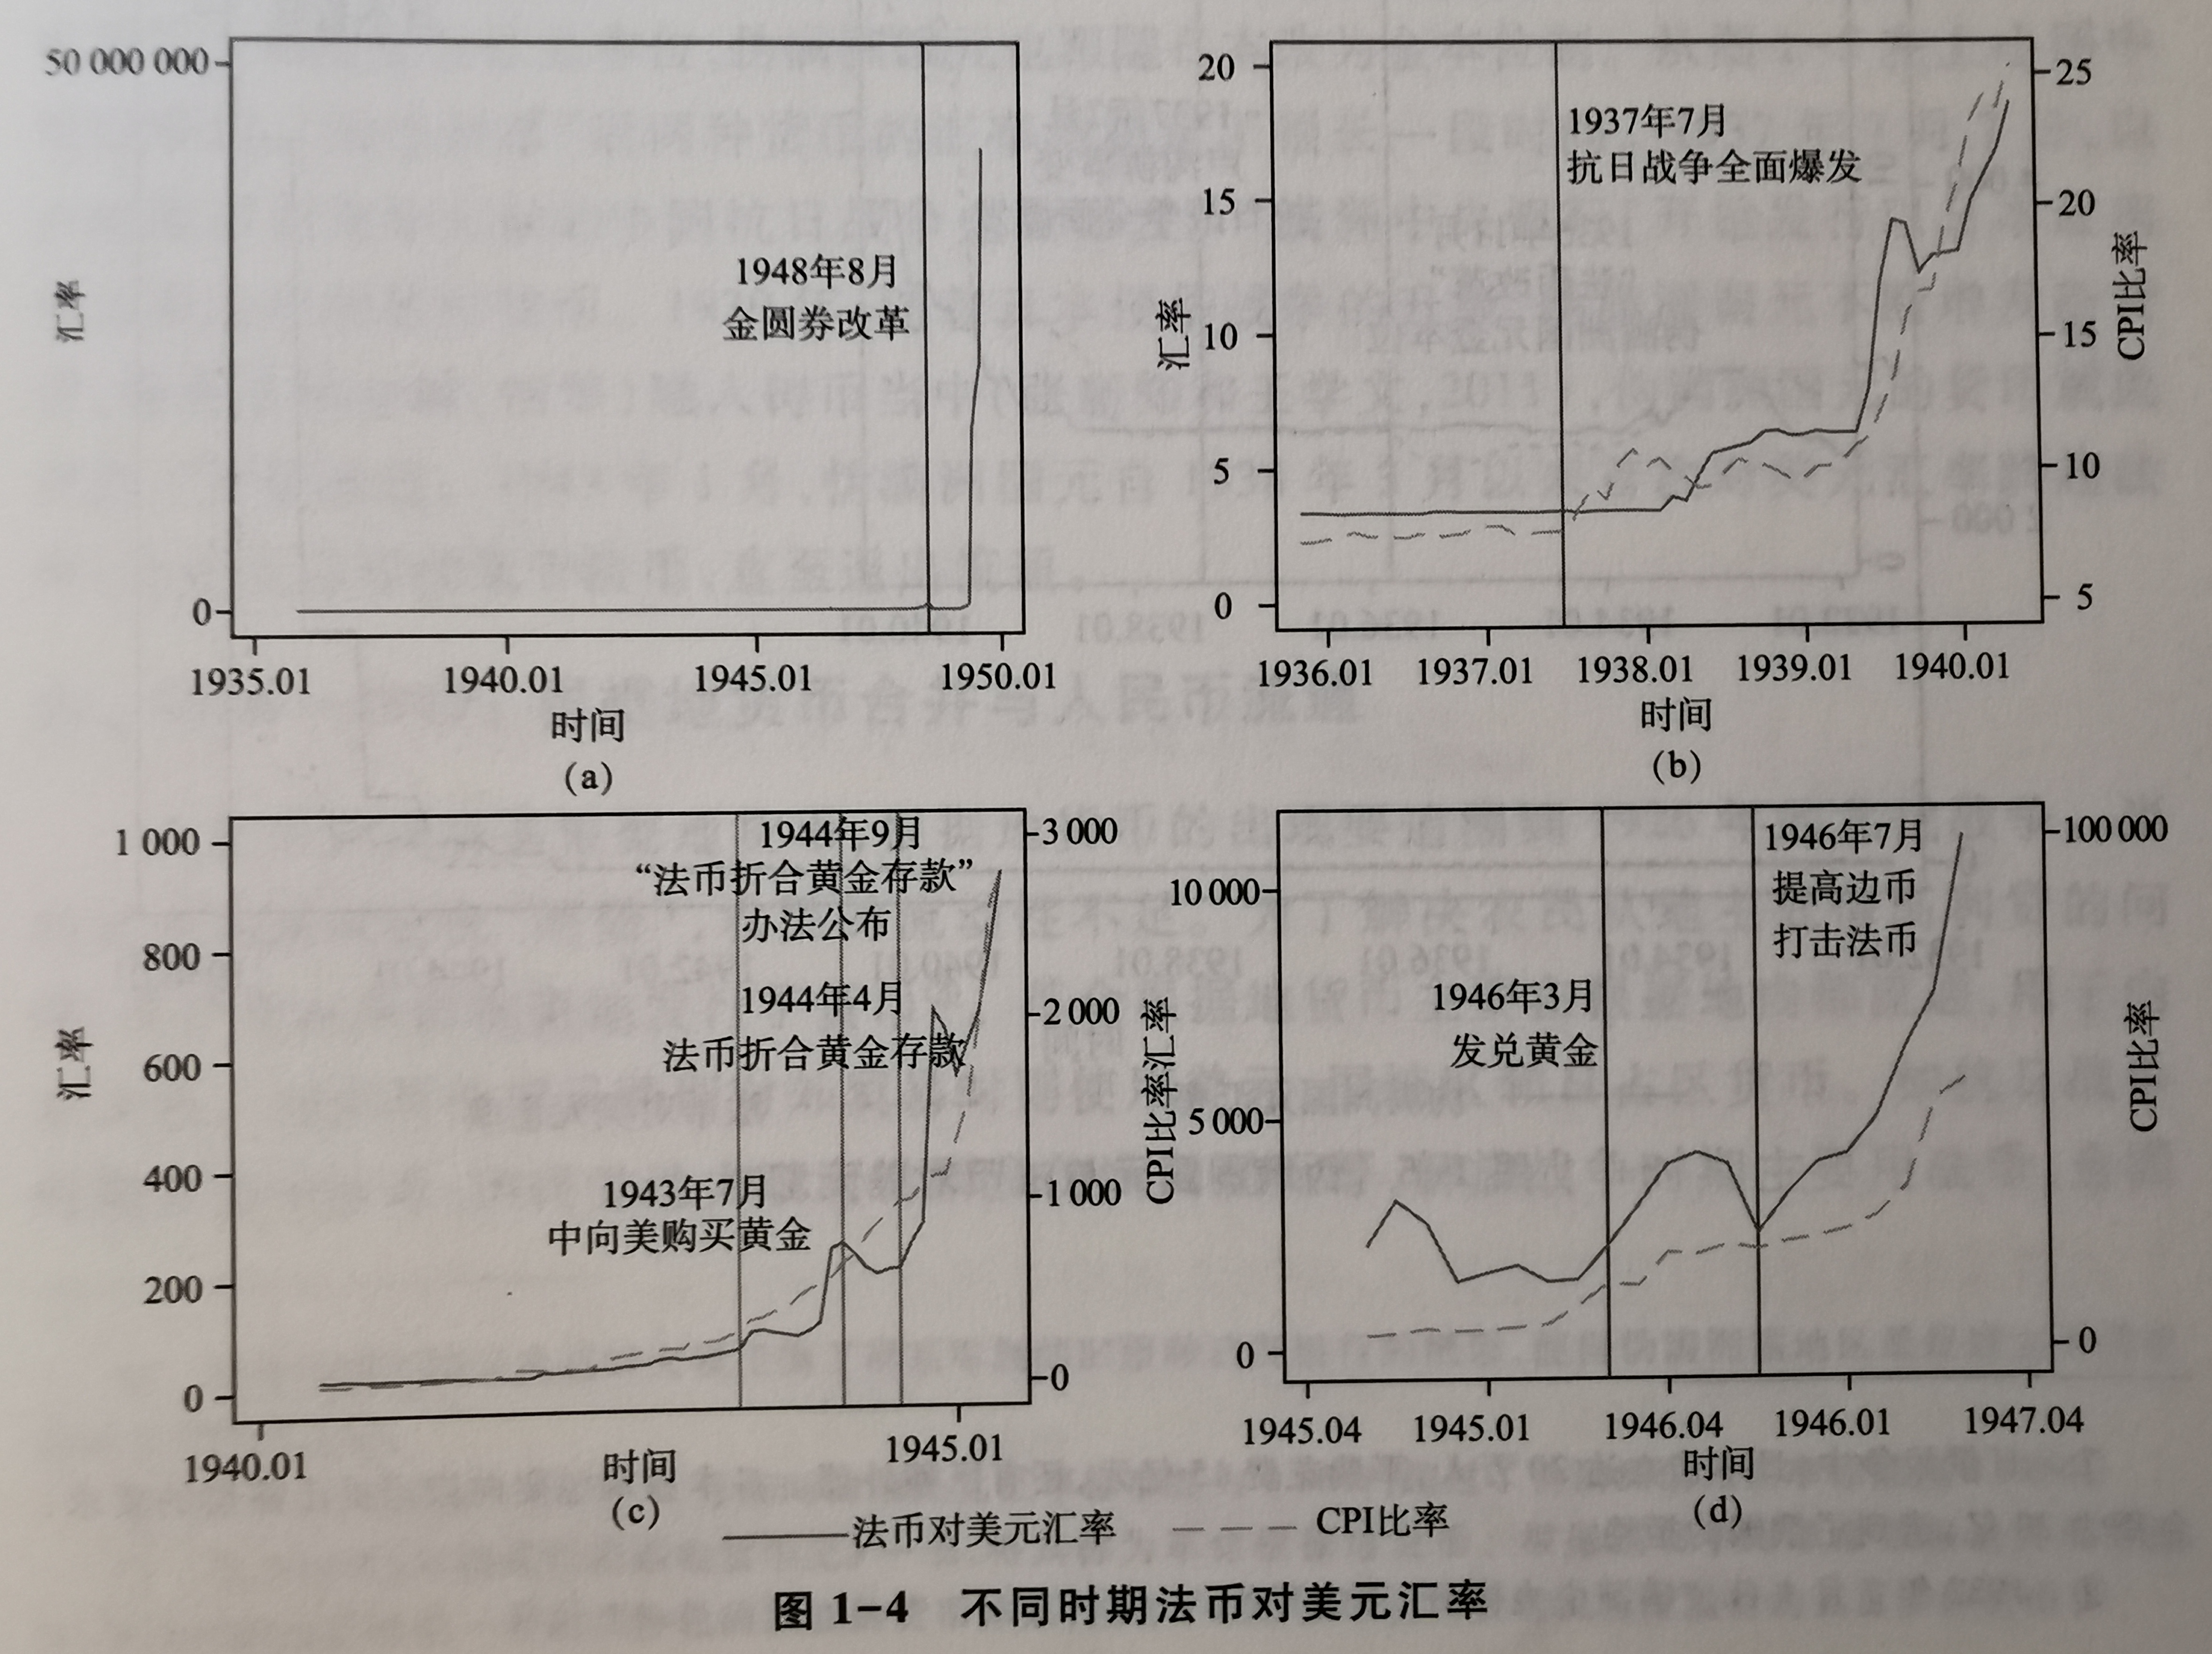 50 000 000
汇率
1948年8月
金圆券改革
0
1935.01 1940.01 1945.01 1950.01
时间
(a)
20
15
汇率
10
5
0
1937年7月
抗日战争全面爆发
25
20
CPI比率
15
10
5
1936.01 1937.01 1938.01 1939.01 1940.01
时间
(b)
1 000
800
汇率
600
400
200
0
1944年9月
“法币折合黄金存款”
办法公布
1944年4月
法币折合黄金存款
1943年7月
中向美购买黄金
3 000
2 000
CPI比率
1 000
0
1940.01 1945.01
时间
(c)
10 000
汇率
5 000
0
1946年3月
发兑黄金
1946年7月
提高边币
打击法币
100 000
CPI比率
0
1945.04 1945.01 1946.04 1946.01 1947.04
时间
(d)
法币对美元汇率 CPI比率
图 1-4 不同时期法币对美元汇率